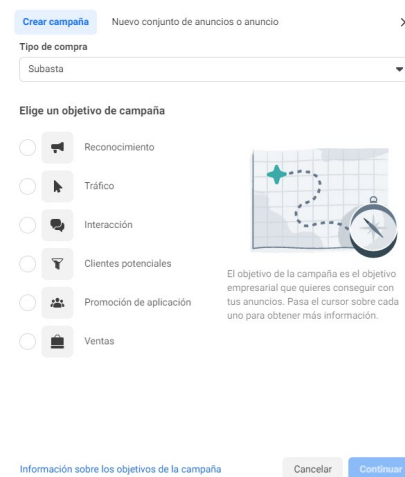 Crear campaña
Nuevo conjunto de anuncios o anuncio
Tipo de compra
Subasta
Elige un objetivo de campaña
Reconocimiento
Tráfico
Interacción
Clientes potenciales
Promoción de aplicación
Ventas
El objetivo de la campaña es el objetivo
empresarial que quieres conseguir con
tus anuncios. Pasa el cursor sobre cada
uno para obtener más información.
Información sobre los objetivos de la campaña
Cancelar
Continuar